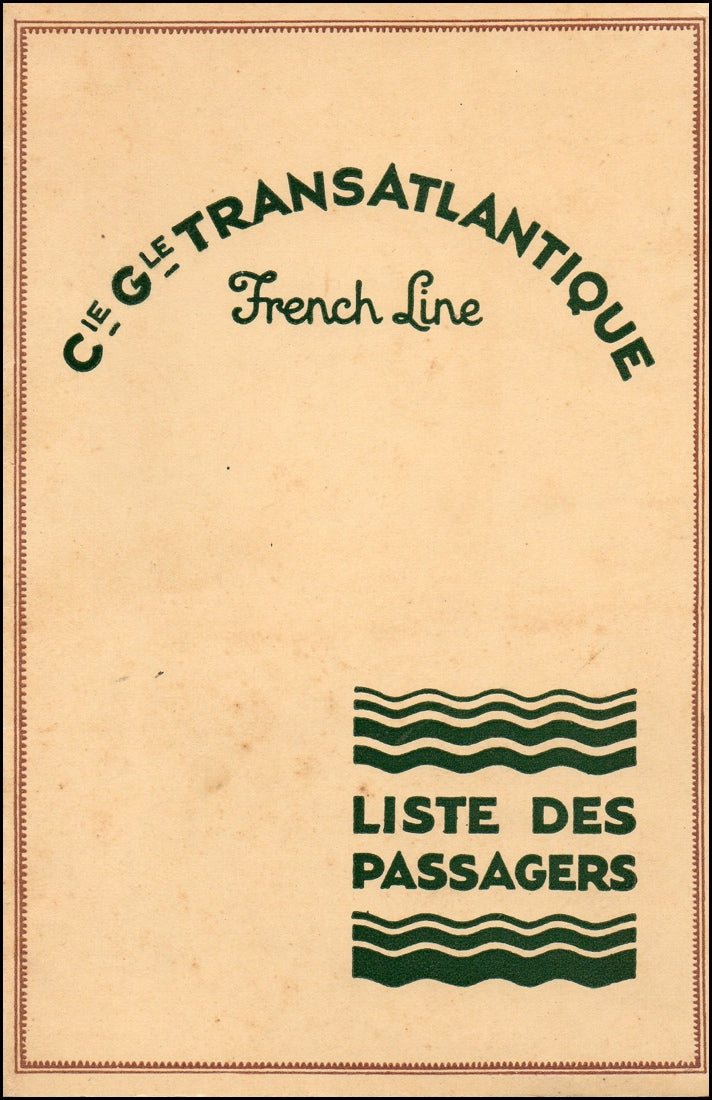 CIE GLE TRANSATLANTIQUE
French Line
LISTE DES
PASSAGERS